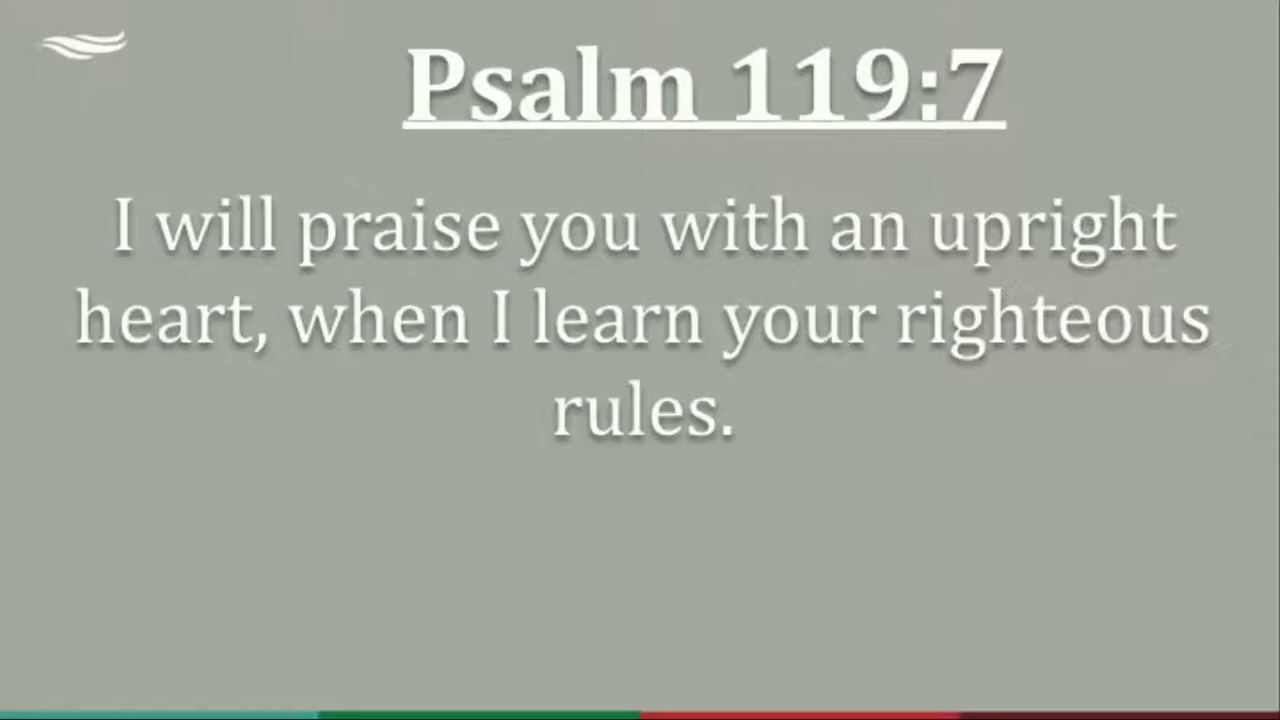 Psalm 119:7
I will praise you with an upright
heart, when I learn your righteous
rules.